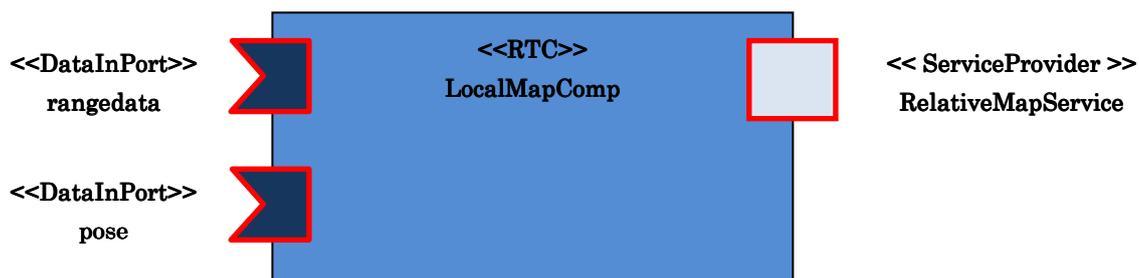 <<DataInPort>>
rangedata
<<RTC>>
LocalMapComp
<< ServiceProvider >>
RelativeMapService
<<DataInPort>>
pose